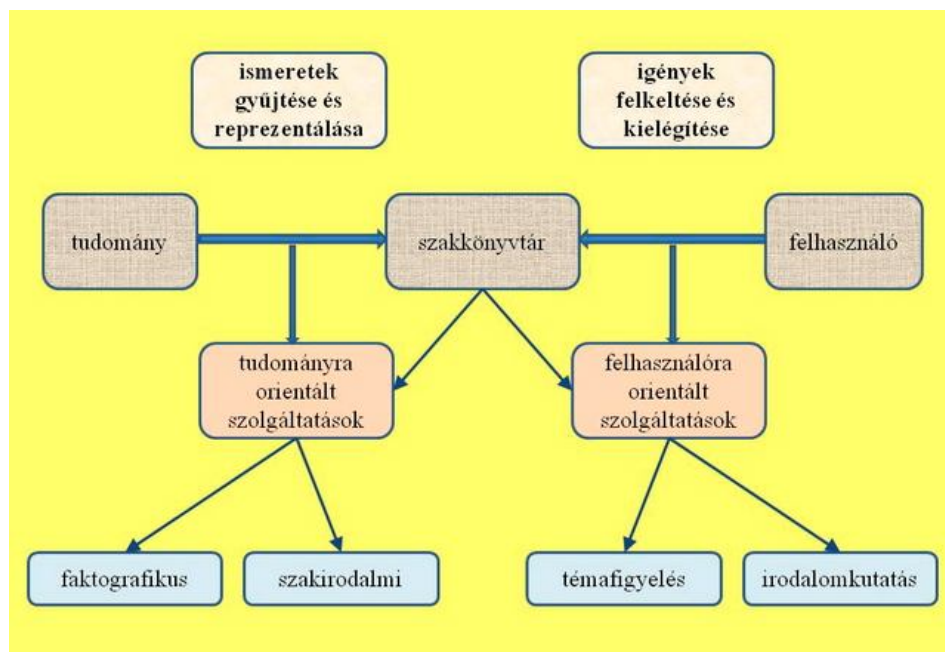 ismeretek
gyűjtése és
reprezentálása
igények
felkeltése és
kielégítése
tudomány
szakkönyvtár
felhasználó
tudományra
orientált
szolgáltatások
felhasználóra
orientált
szolgáltatások
faktografikus
szakirodalmi
témafigyelés
irodalomkutatás